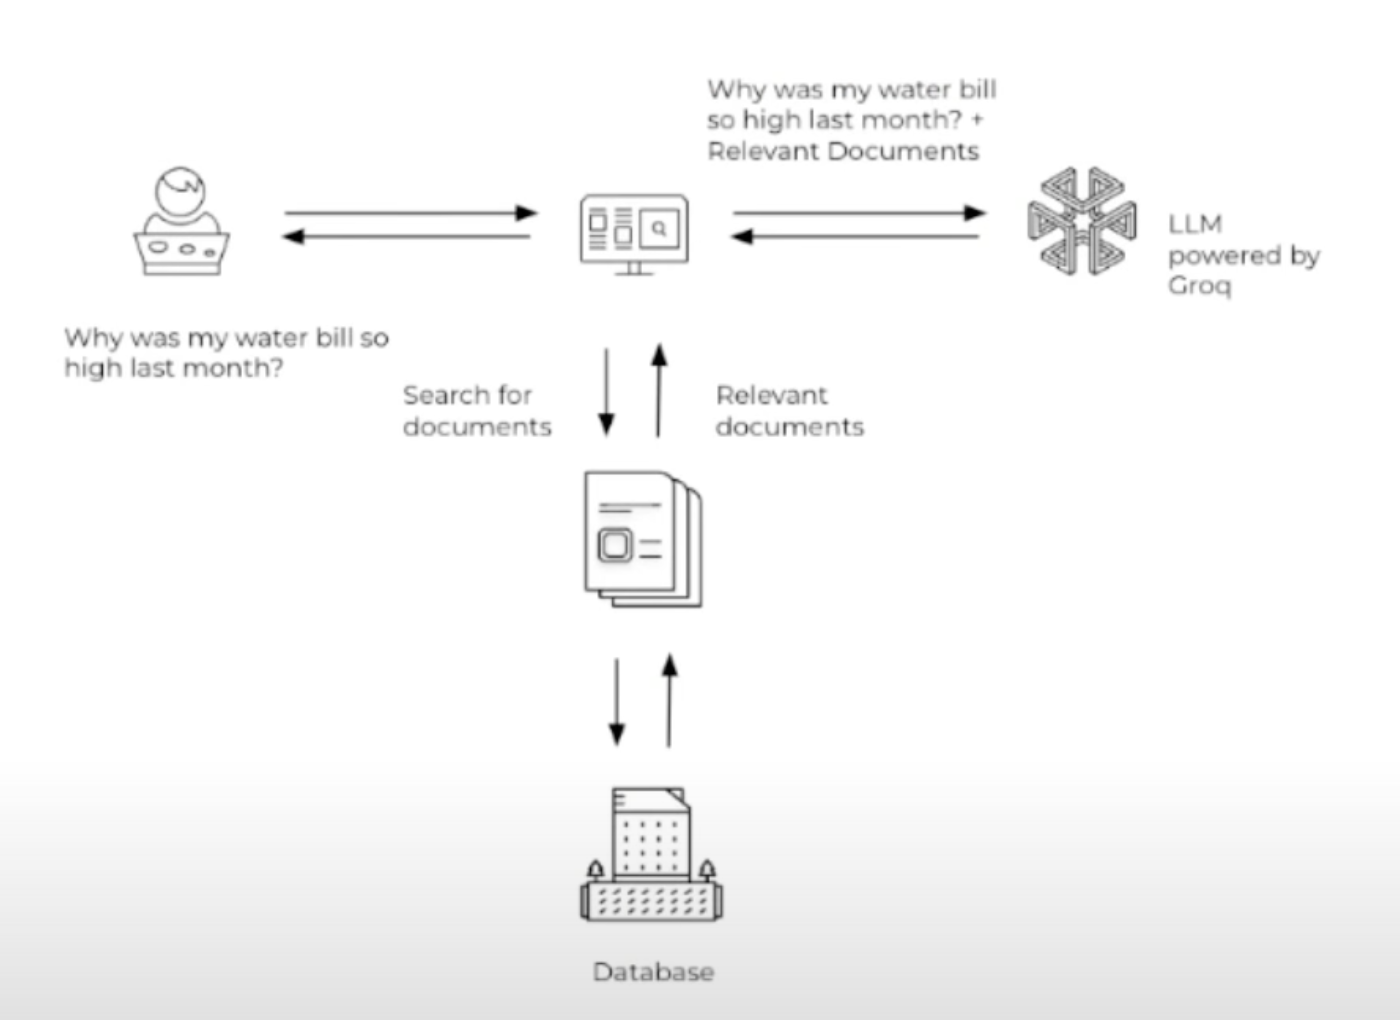 Why was my water bill
so high last month? +
Relevant Documents
LLM
powered by
Groq
Why was my water bill so
high last month?
Search for
documents
Relevant
documents
Database